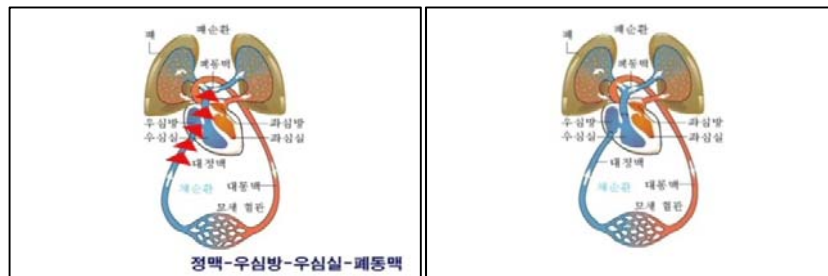 폐순환
폐
폐동맥
우심방
좌심방
우심실
좌심실
대정맥
대동맥
체순환
모세 혈관
정맥-우심방-우심실-폐동맥
폐순환
폐
폐동맥
우심방
좌심방
우심실
좌심실
대정맥
대동맥
체순환
모세 혈관